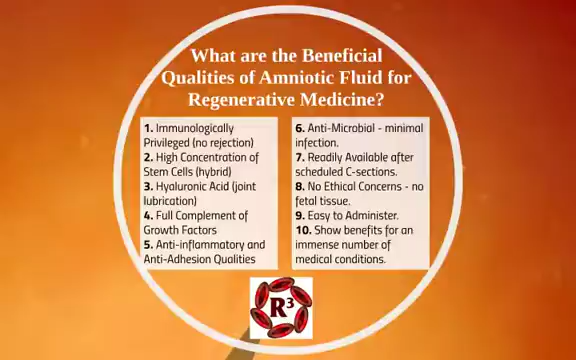 What are the Beneficial
Qualities of Amniotic Fluid for
Regenerative Medicine?
1. Immunologically
Privileged (no rejection)
2. High Concentration of
Stem Cells (hybrid)
3. Hyaluronic Acid (joint
lubrication)
4. Full Complement of
Growth Factors
5. Anti-inflammatory and
Anti-Adhesion Qualities
6. Anti-Microbial - minimal
infection.
7. Readily Available after
scheduled C-sections.
8. No Ethical Concerns - no
fetal tissue.
9. Easy to Administer.
10. Show benefits for an
immense number of
medical conditions.
R³